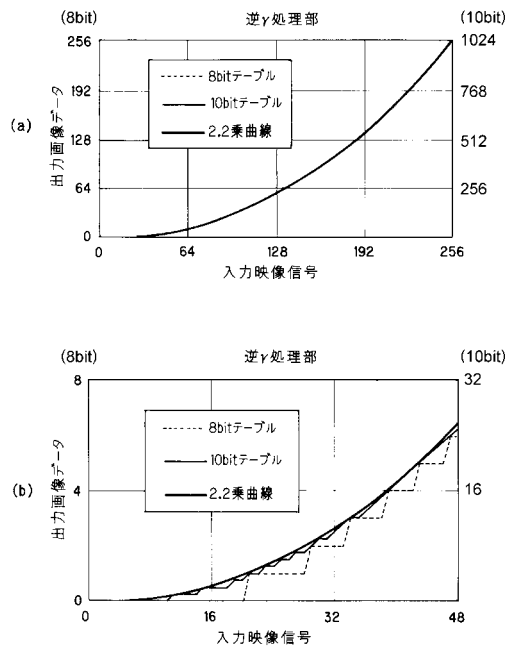 (8bit) 逆γ処理部 (10bit)
256 1024
8bitテーブル
192 768
10bitテーブル
2.2乗曲線
(a) 出力画像データ
128 512
64 256
0
0 64 128 192 256
入力映像信号
(8bit) 逆γ処理部 (10bit)
8 32
8bitテーブル
10bitテーブル
2.2乗曲線
(b) 出力画像データ
4 16
0
0 16 32 48
入力映像信号